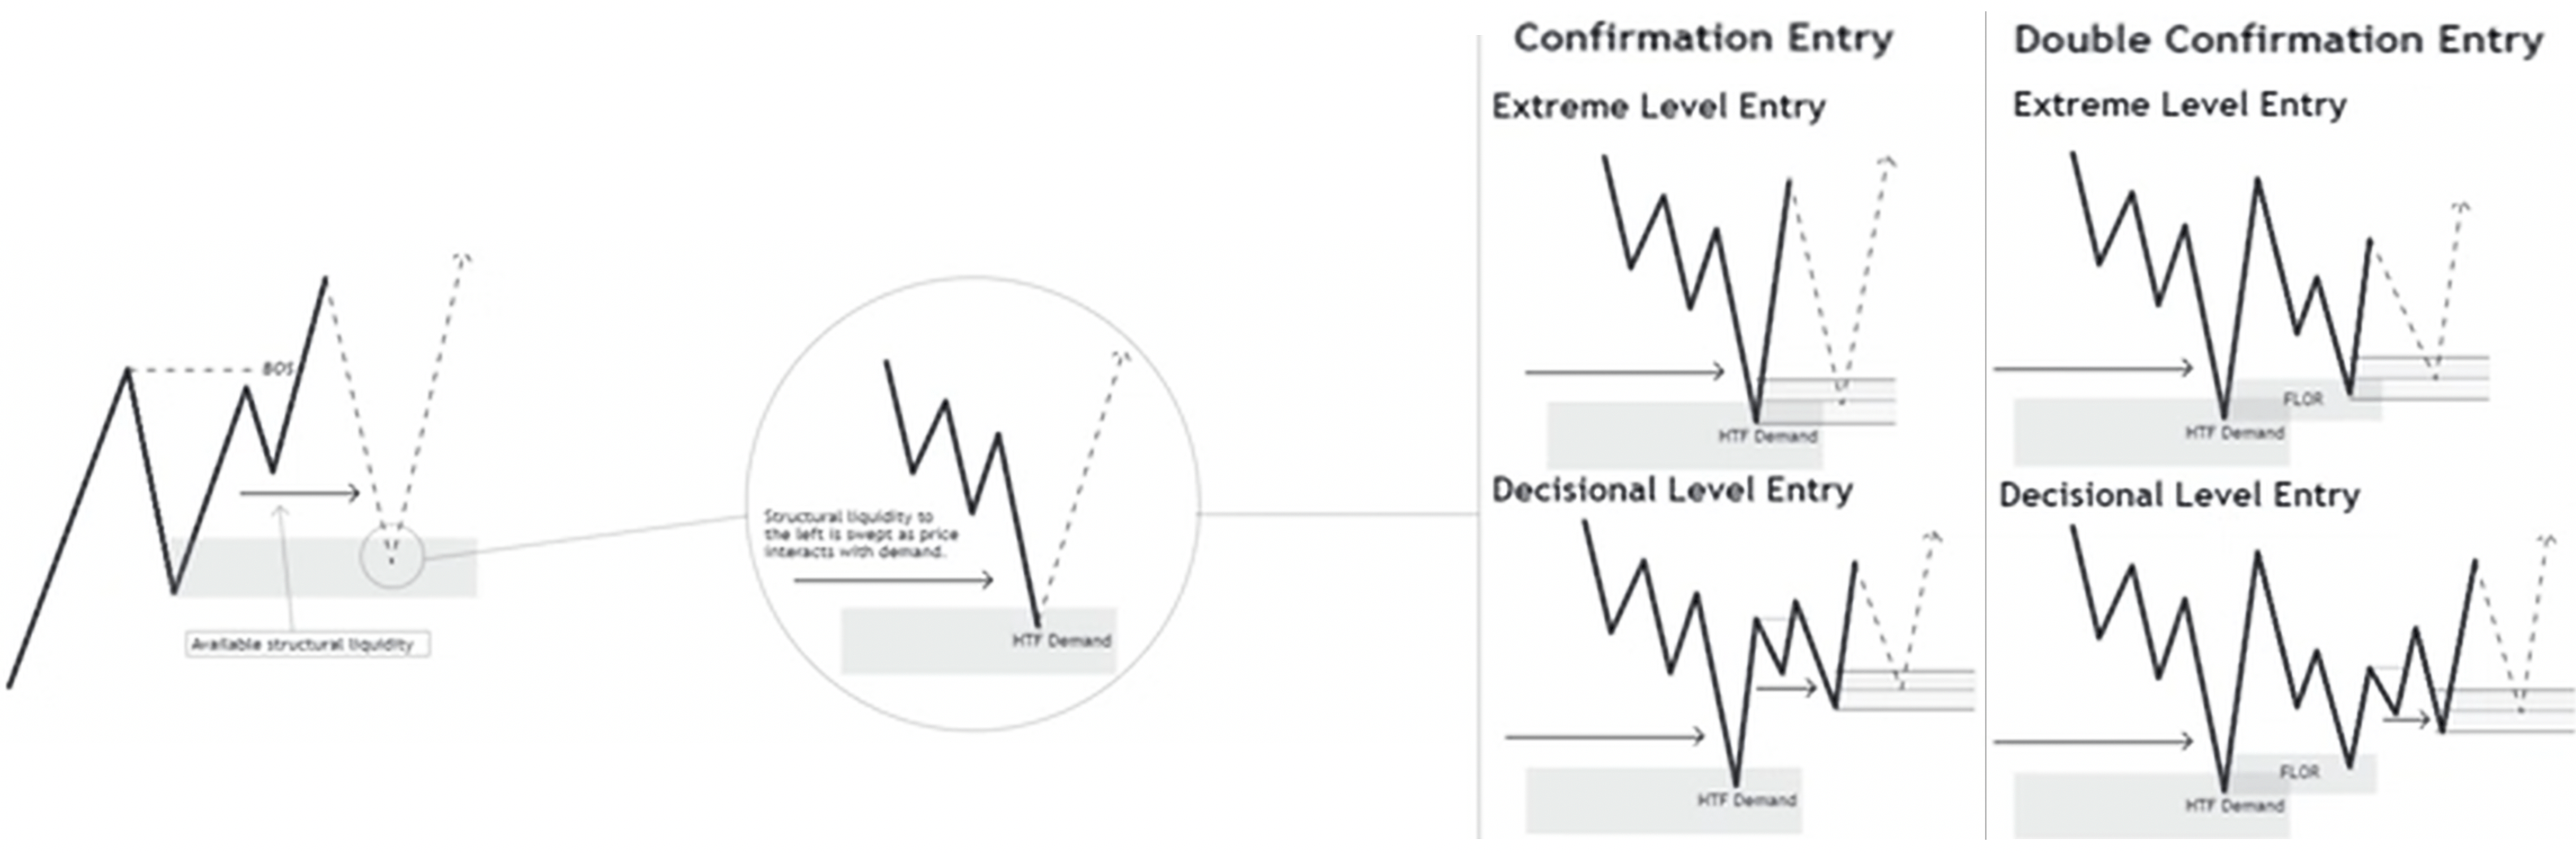 BOS
Available structural liquidity
Structural liquidity to
the left is swept as price
interacts with demand.
HTF Demand
Confirmation Entry
Extreme Level Entry
HTF Demand
Decisional Level Entry
HTF Demand
Double Confirmation Entry
Extreme Level Entry
FLOR
HTF Demand
Decisional Level Entry
FLOR
HTF Demand